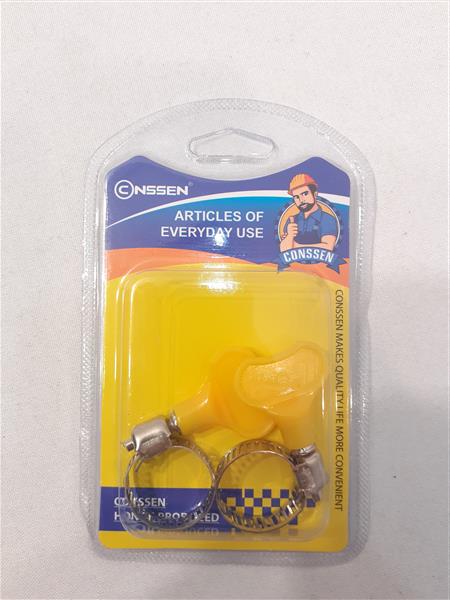 CONSSEN®
ARTICLES OF
EVERYDAY USE
CONSSEN
CONSSEN MAKES QUALITY LIFE MORE CONVENIENT
CONSSEN